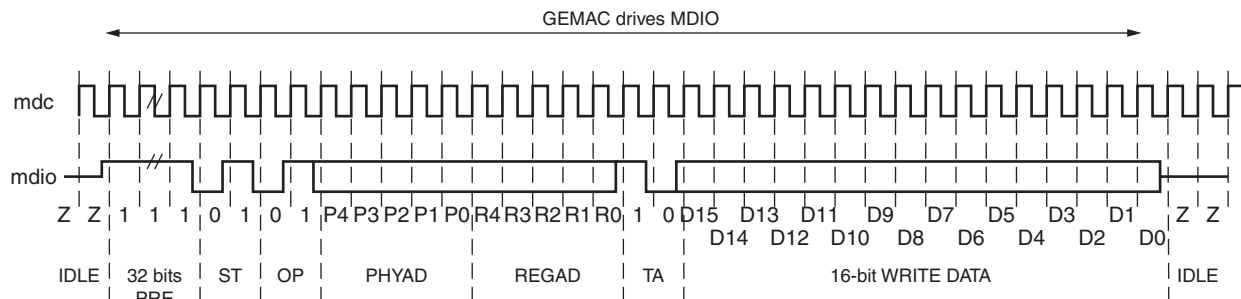 GEMAC drives MDIO
mdc
mdio
Z Z 1 1 1 0 1 0 1 P4 P3 P2 P1 P0 R4 R3 R2 R1 R0 1 0 D15 D13 D11 D9 D7 D5 D3 D1 Z Z
D14 D12 D10 D8 D6 D4 D2 D0
IDLE 32 bits ST OP PHYAD REGAD TA 16-bit WRITE DATA IDLE
PRE